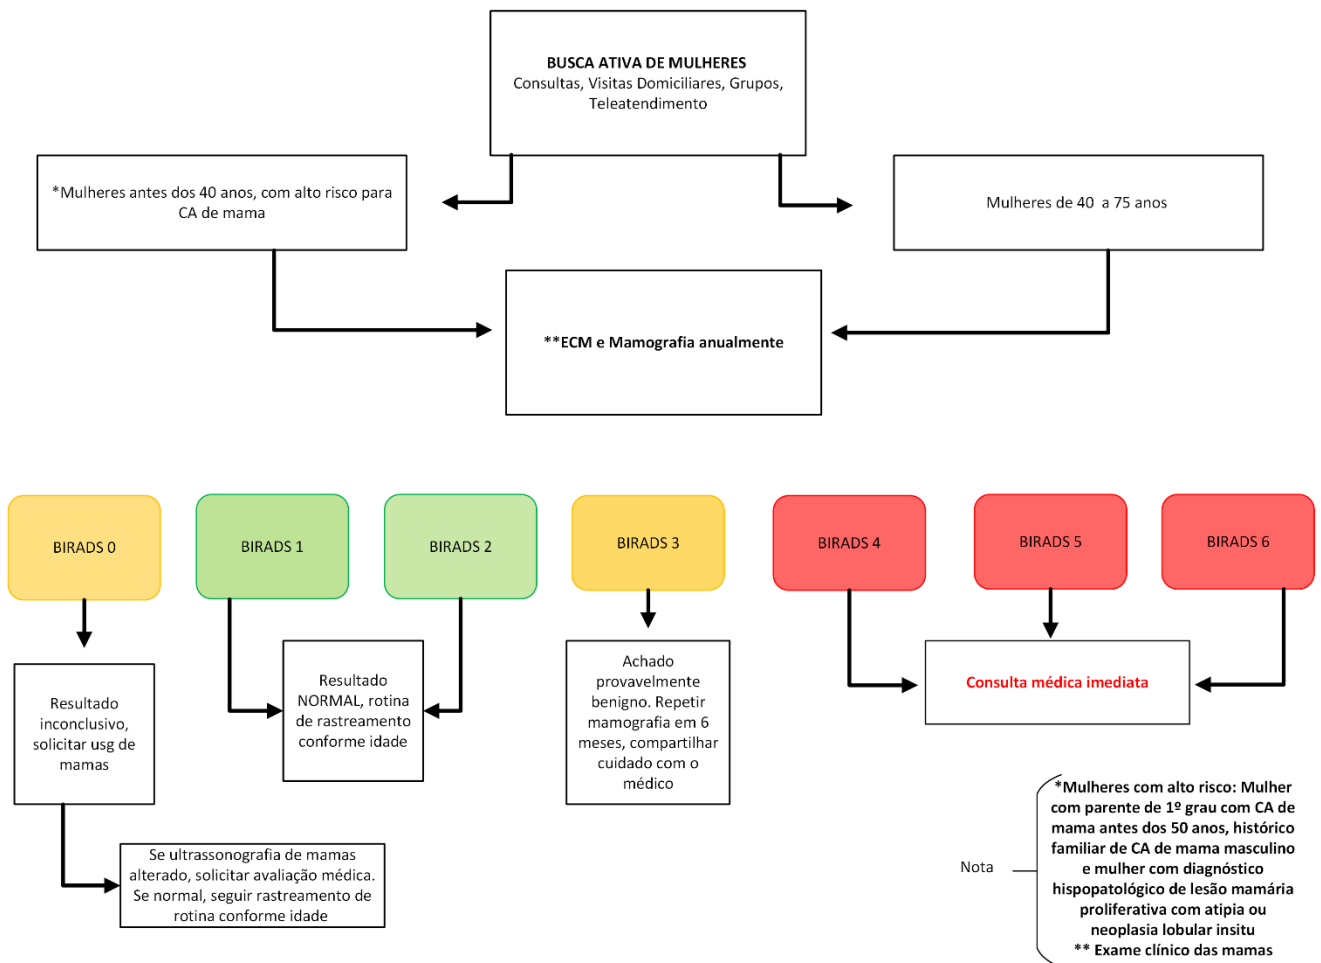 BUSCA ATIVA DE MULHERES
Consultas, Visitas Domiciliares, Grupos,
Teleatendimento
*Mulheres antes dos 40 anos, com alto risco para
CA de mama
Mulheres de 40 a 75 anos
**ECM e Mamografia anualmente
BIRADS 0
BIRADS 1
BIRADS 2
BIRADS 3
BIRADS 4
BIRADS 5
BIRADS 6
Resultado
inconclusivo,
solicitar usg de
mamas
Resultado
NORMAL, rotina
de rastreamento
conforme idade
Achado
provavelmente
benigno. Repetir
mamografia em 6
meses, compartilhar
cuidado com o
médico
Consulta médica imediata
Se ultrassonografia de mamas
alterado, solicitar avaliação médica.
Se normal, seguir rastreamento de
rotina conforme idade
Nota
*Mulheres com alto risco: Mulher
com parente de 1º grau com CA de
mama antes dos 50 anos, histórico
familiar de CA de mama masculino
e mulher com diagnóstico
hispopatológico de lesão mamária
proliferativa com atipia ou
neoplasia lobular insitu
** Exame clínico das mamas